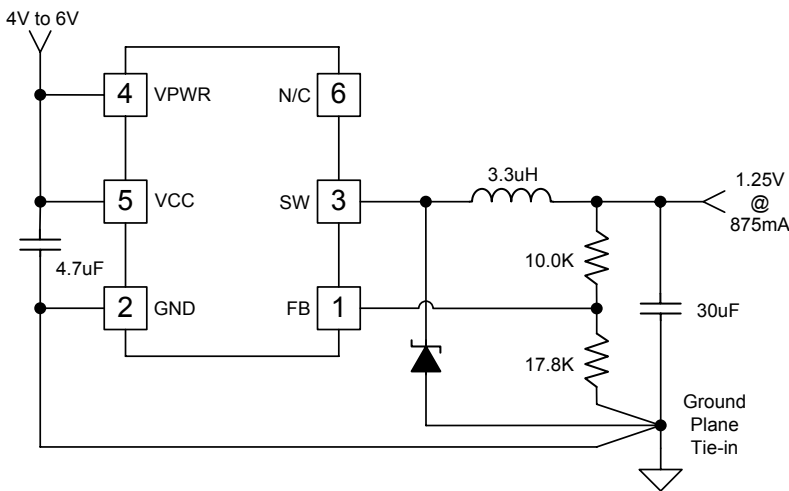 4V to 6V
4
VPWR
N/C
6
5
VCC
SW
3
3.3uH
1.25V
@
875mA
4.7uF
10.0K
2
GND
FB
1
30uF
17.8K
Ground
Plane
Tie-in